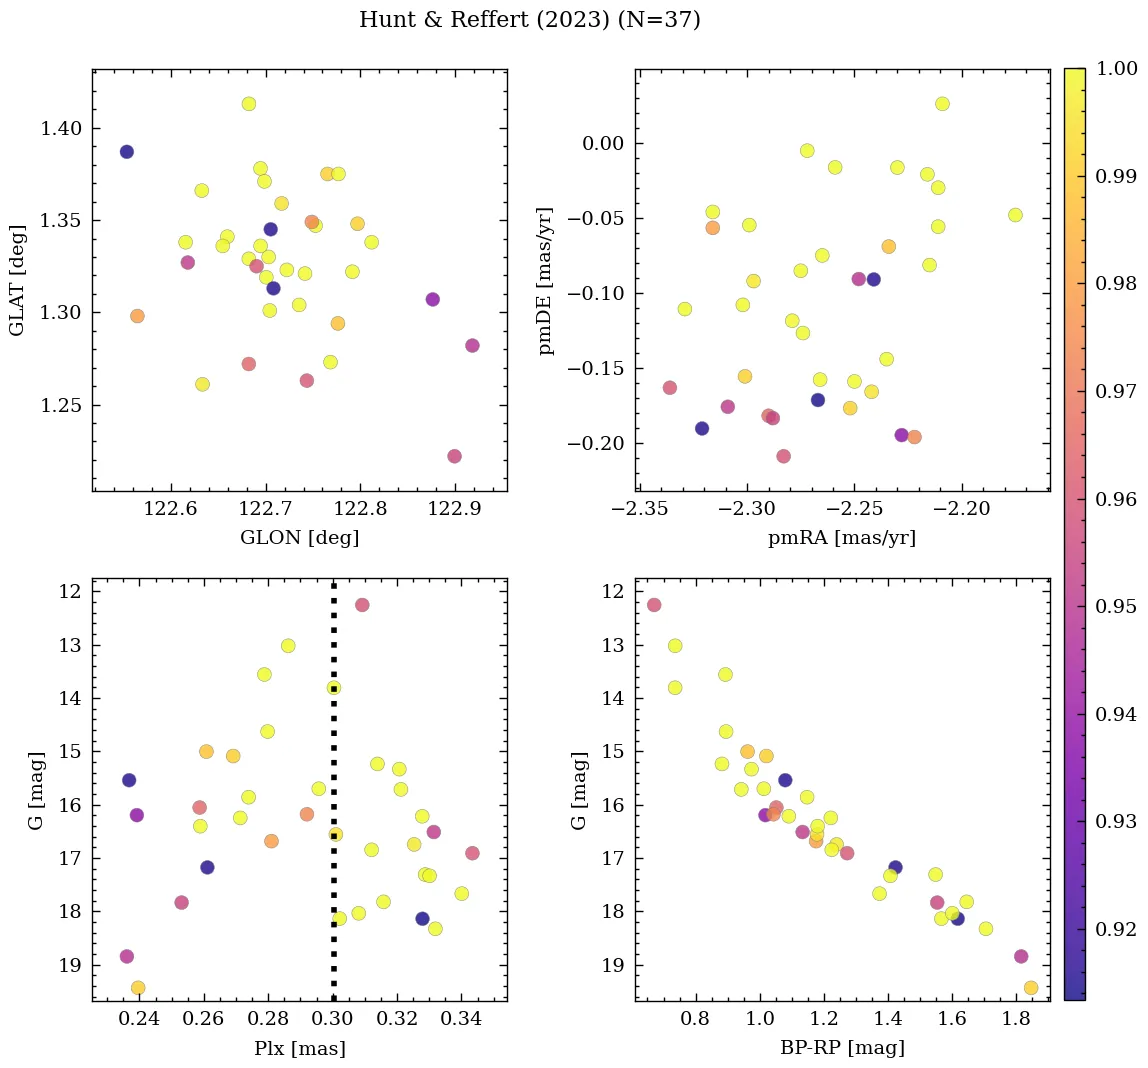 Hunt & Reffert (2023) (N=37)
1.40
1.35
1.30
1.25
GLAT [deg]
122.6 122.7 122.8 122.9
GLON [deg]
0.00
−0.05
−0.10
−0.15
−0.20
pmDE [mas/yr]
−2.35 −2.30 −2.25 −2.20
pmRA [mas/yr]
12
13
14
15
16
17
18
19
G [mag]
0.24 0.26 0.28 0.30 0.32 0.34
Plx [mas]
12
13
14
15
16
17
18
19
G [mag]
0.8 1.0 1.2 1.4 1.6 1.8
BP-RP [mag]
1.00
0.99
0.98
0.97
0.96
0.95
0.94
0.93
0.92